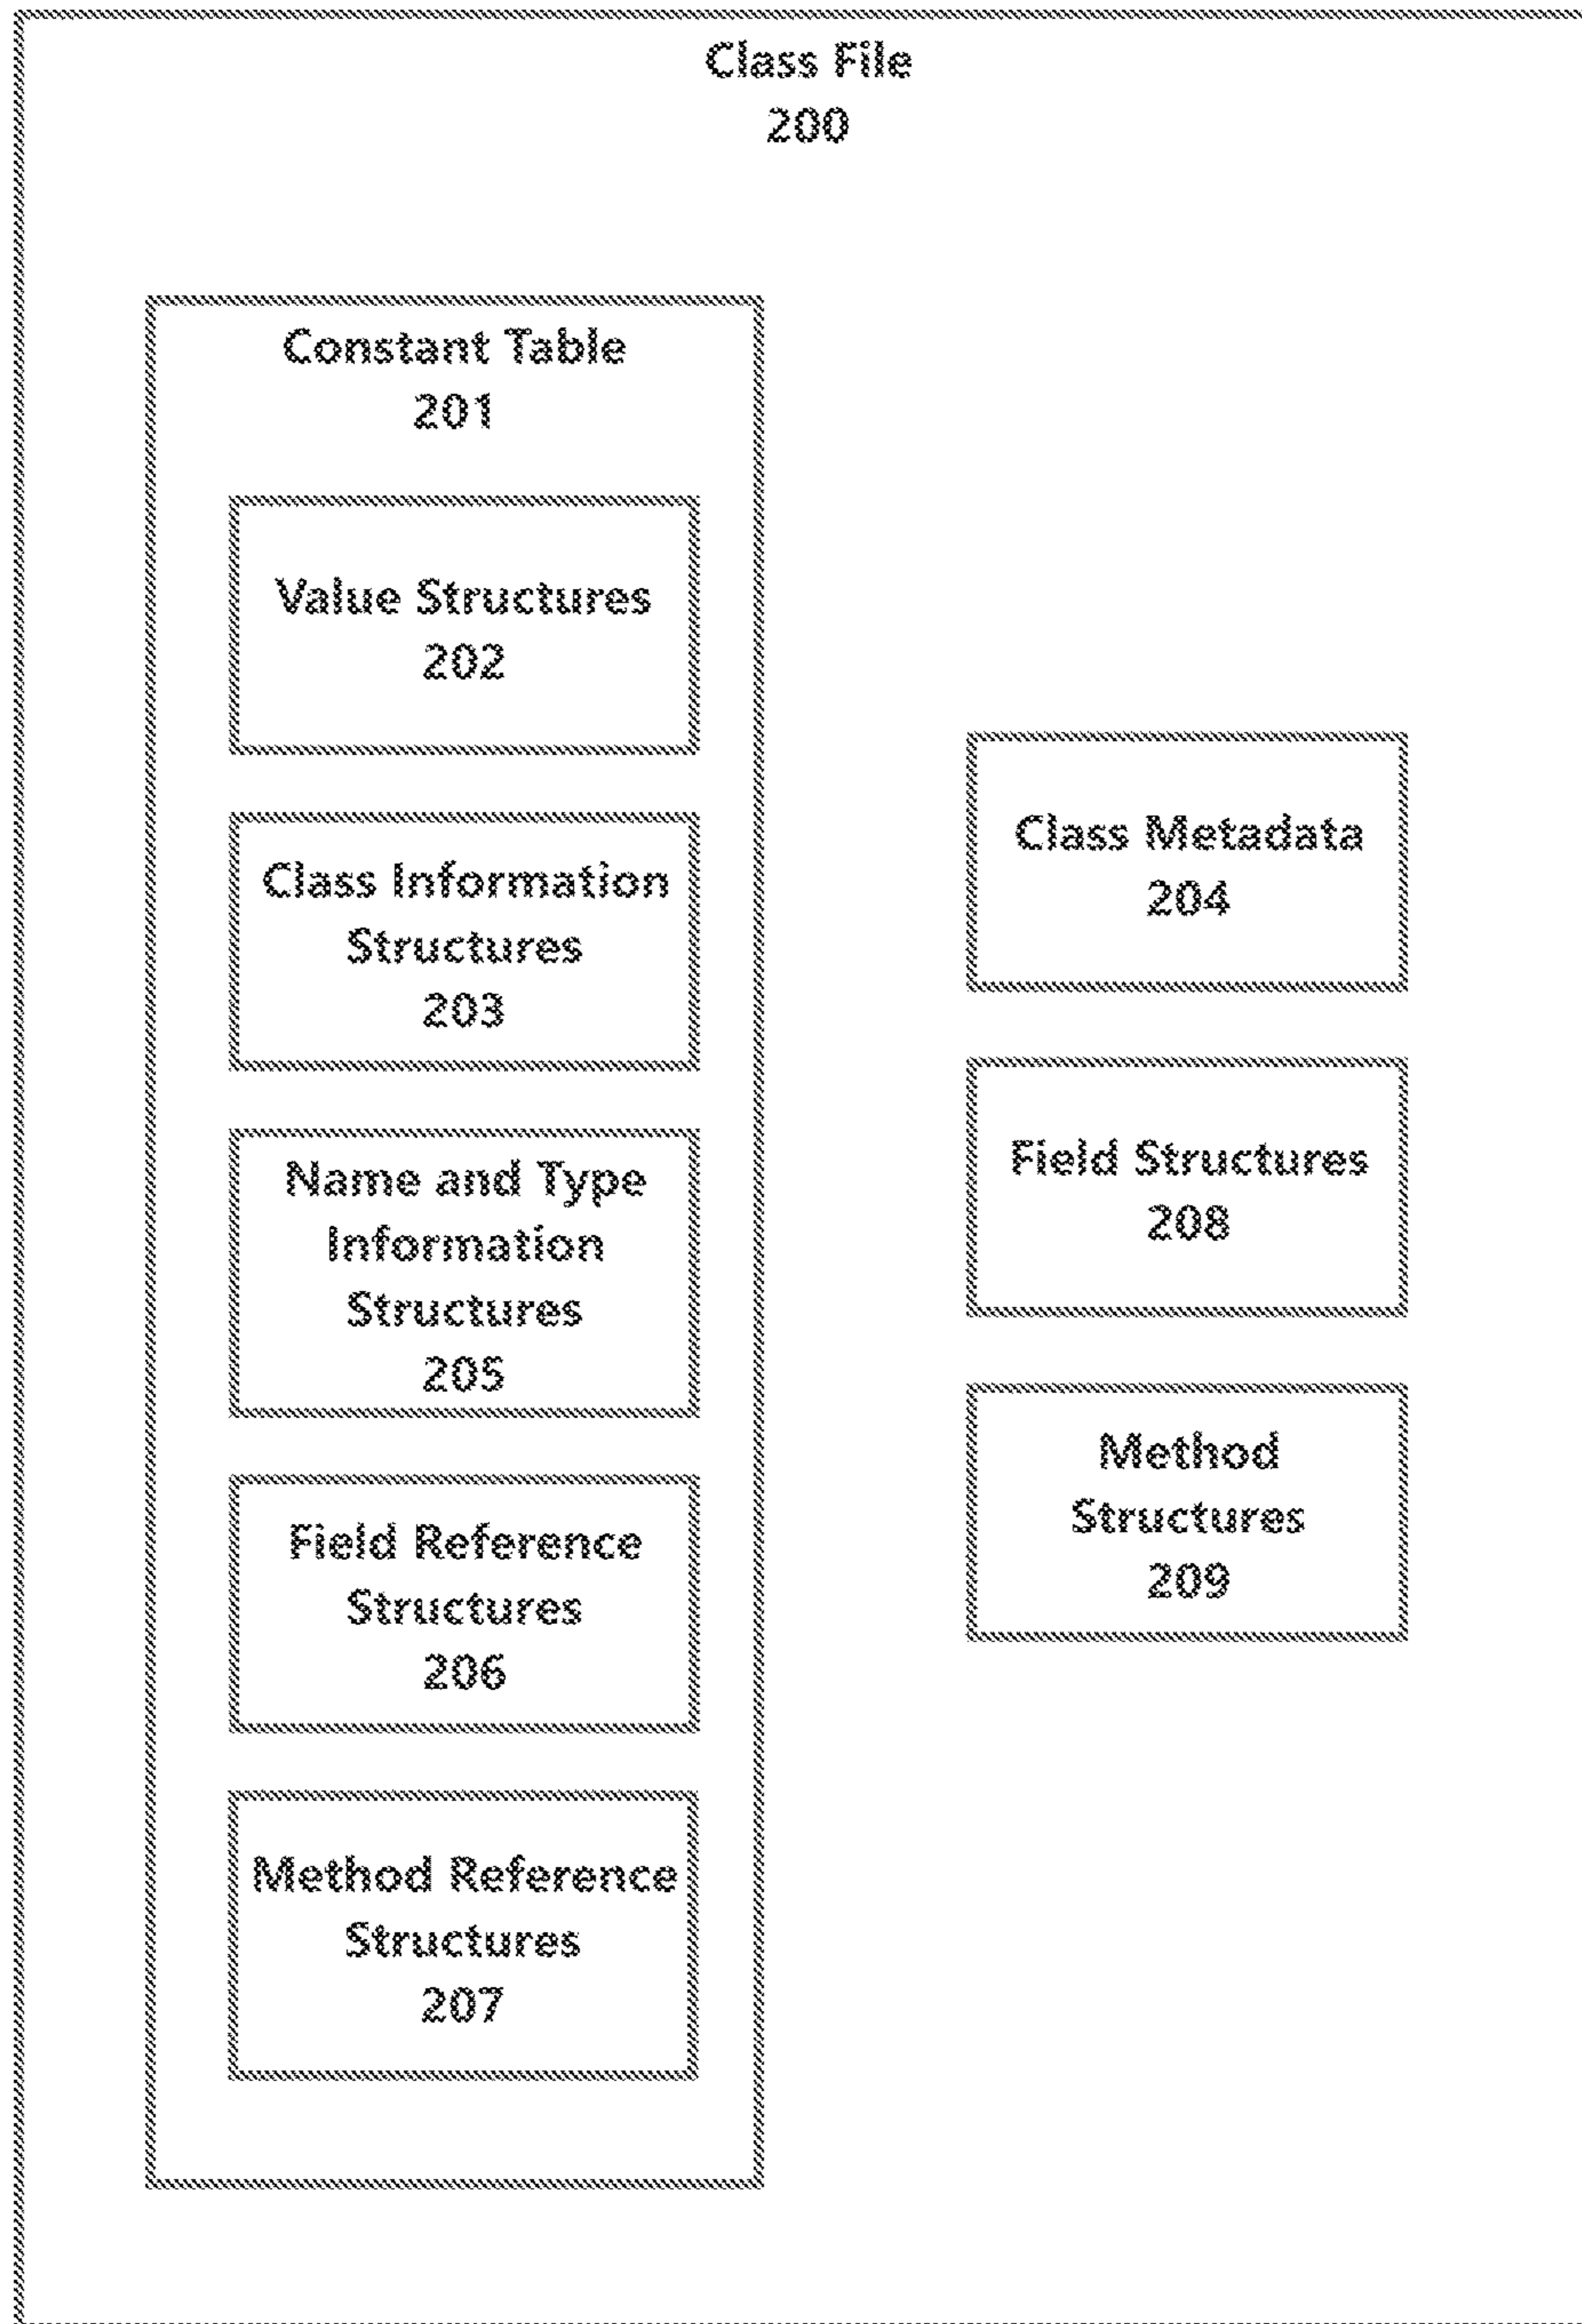 Class File
200
Constant Table
201
Value Structures
202
Class Information
Structures
203
Name and Type
Information
Structures
205
Field Reference
Structures
206
Method Reference
Structures
207
Class Metadata
204
Field Structures
208
Method
Structures
209